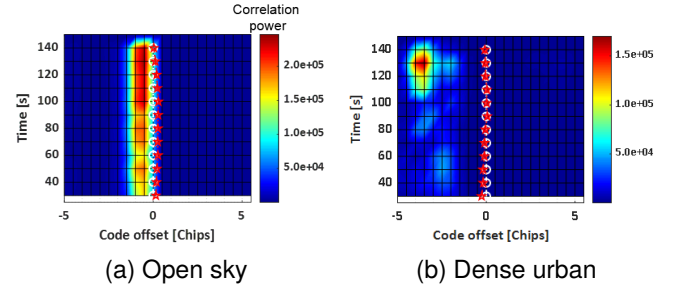 Correlation
power
140
120
100
80
60
40
Time [s]
-5
0
5
Code offset [Chips]
2.0e+05
1.5e+05
1.0e+05
5.0e+04
(a) Open sky
140
120
100
80
60
40
Time [s]
-5
0
5
Code offset [Chips]
1.5e+05
1.0e+05
5.0e+04
(b) Dense urban